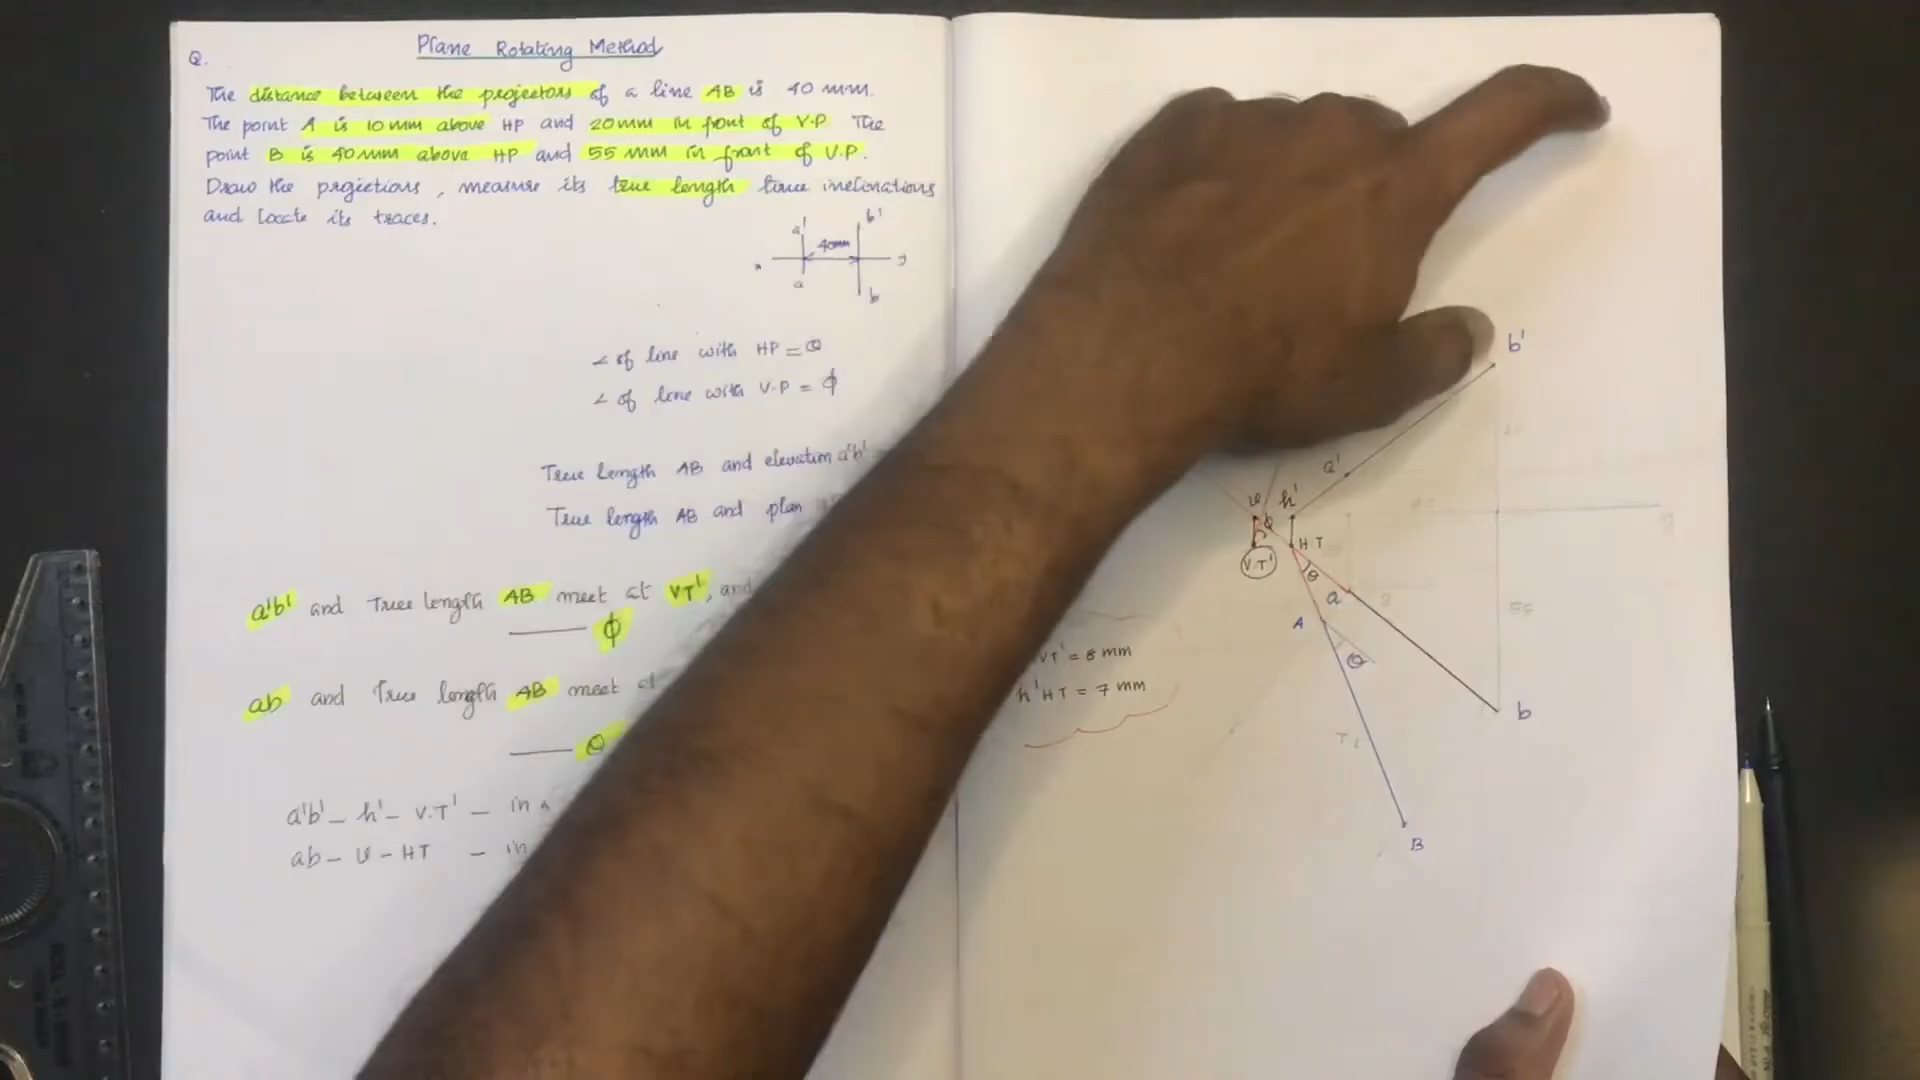 Plane Rotating Method
Q.
The distance between the projectors of a line AB is 40 mm.
The point A is 10 mm above HP and 20mm in front of V.P The
point B is 40 mm above HP and 55 mm in front of V.P.
Draw the projections, measure its true length true inclinations
and locate its traces.
a' b'
40mm
x y
a b
∠ of line with HP = θ
∠ of line with V.P = ϕ
True Length AB and elevation a'b'
True length AB and plan
a'b' and True length AB meet at VT', and
ϕ
ab and True length AB meet at
θ
a'b' - h' - V.T' - in a
ab - v - HT - in
b'
a'
v h'
ϕ
HT
V.T'
θ
a
A
θ
55
VT' = 8 mm
h'HT = 7 mm
b
TL
B